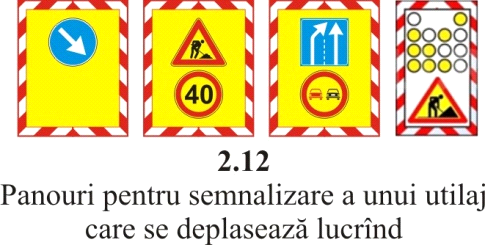 40
2.12
Panouri pentru semnalizare a unui utilaj
care se deplasează lucrînd